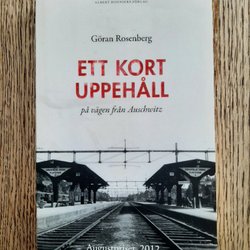 ALBERT BONNIERS FÖRLAG
Göran Rosenberg
ETT KORT
UPPEHÅLL
på vägen från Auschwitz
Augustpriset 2012